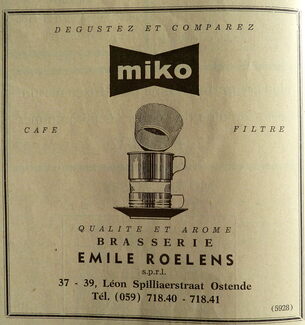 DEGUSTEZ ET COMPAREZ
miko
CAFE FILTRE
QUALITE ET AROME
BRASSERIE
EMILE ROELENS
s.p.r.l.
37 - 39, Léon Spilliaerstraat Ostende
Tél. (059) 718.40 - 718.41
(5928)